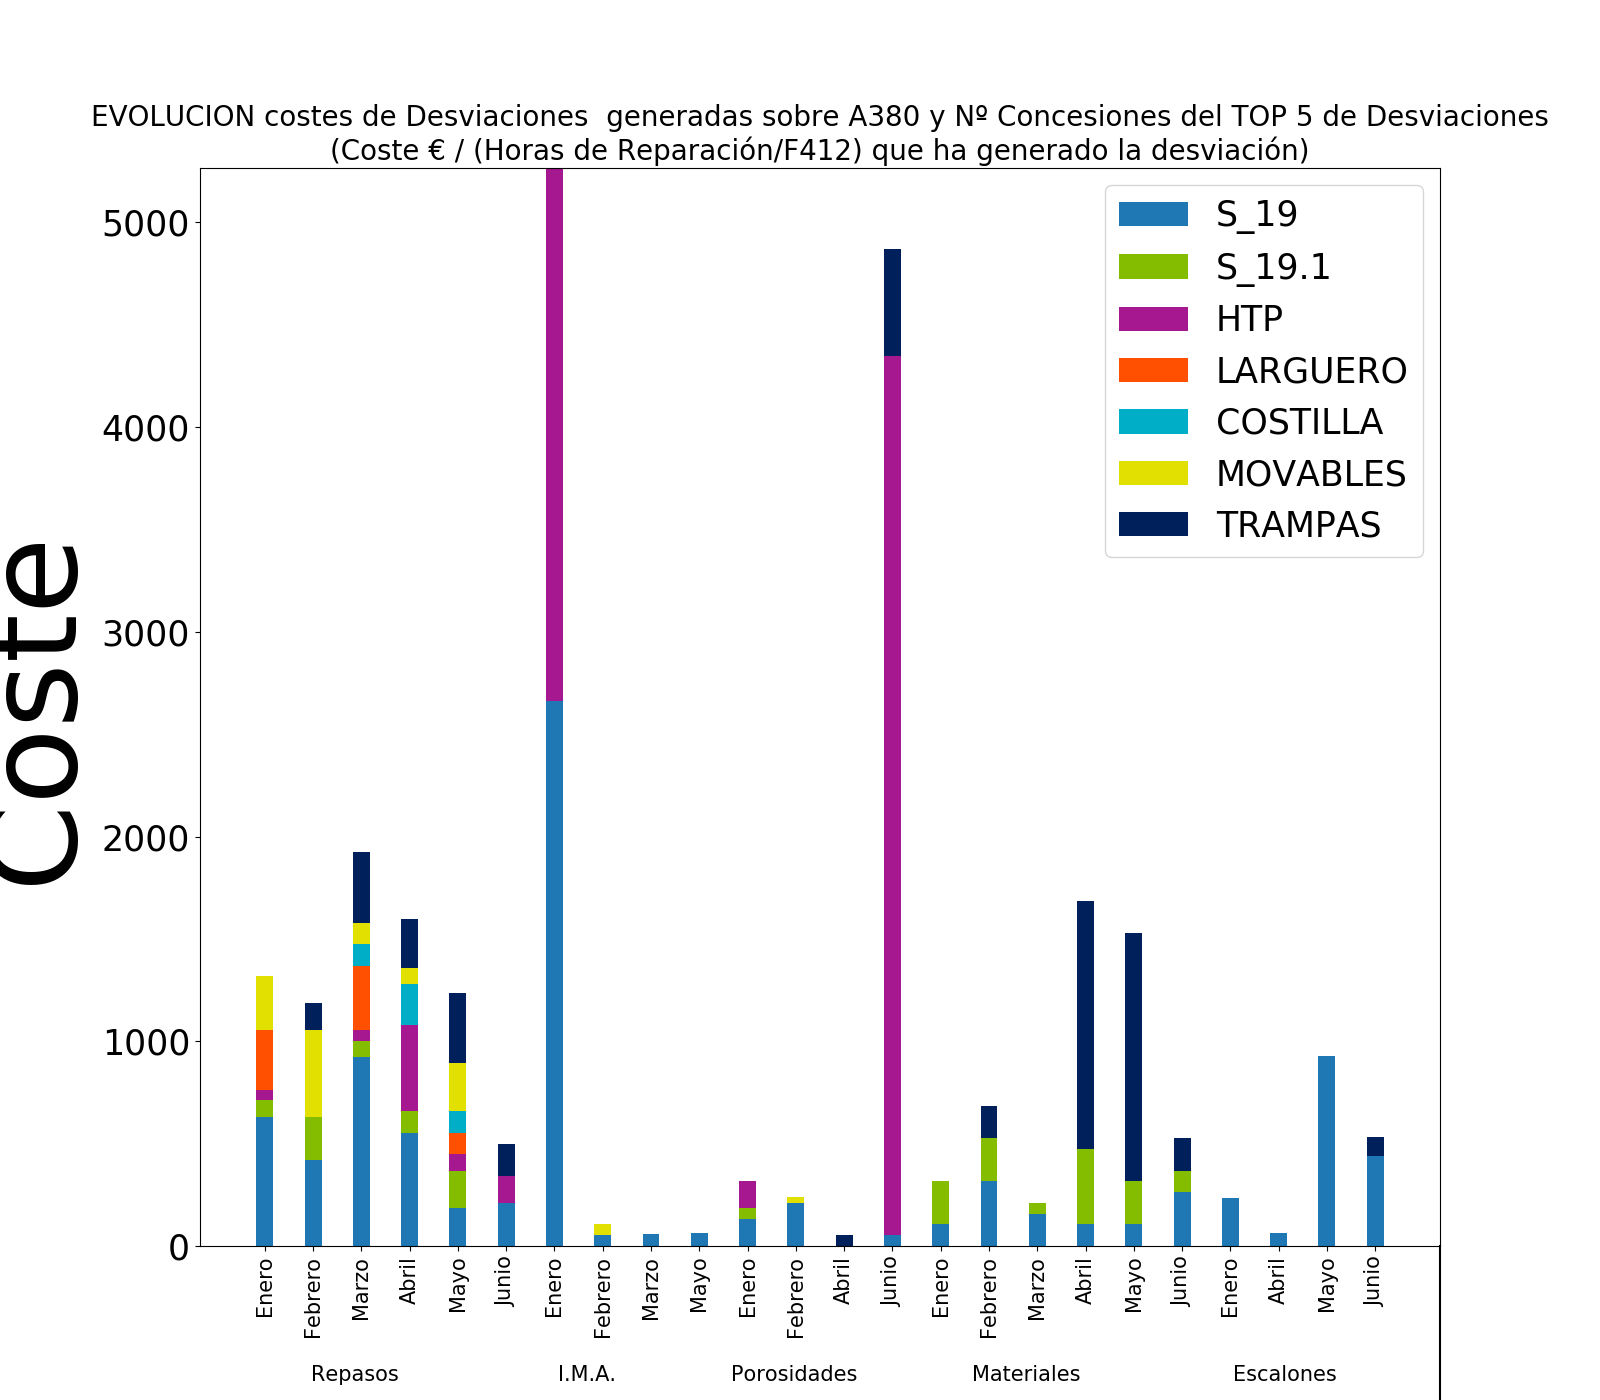 EVOLUCION costes de Desviaciones  generadas sobre A380 y Nº Concesiones del TOP 5 de Desviaciones
(Coste € / (Horas de Reparación/F412) que ha generado la desviación)
Coste
5000
4000
3000
2000
1000
0
S_19
S_19.1
HTP
LARGUERO
COSTILLA
MOVABLES
TRAMPAS
Enero
Febrero
Marzo
Abril
Mayo
Junio
Enero
Febrero
Marzo
Mayo
Enero
Febrero
Abril
Junio
Enero
Febrero
Marzo
Abril
Mayo
Junio
Enero
Abril
Mayo
Junio
Repasos
I.M.A.
Porosidades
Materiales
Escalones